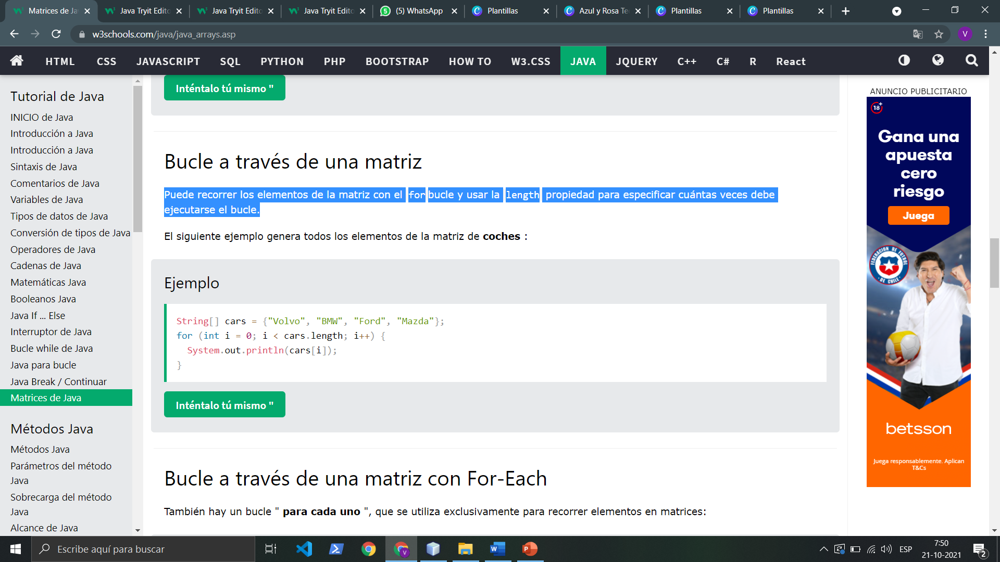 Matrices de Ja
Java Tryit Edito
Java Tryit Edito
Java Tryit Edito
(5) WhatsApp
Plantillas
Azul y Rosa Te
Plantillas
Plantillas
w3schools.com/java/java_arrays.asp
V
HTML CSS JAVASCRIPT SQL PYTHON PHP BOOTSTRAP HOW TO W3.CSS JAVA JQUERY C++ C# R React
Tutorial de Java
INICIO de Java
Introducción a Java
Introducción a Java
Sintaxis de Java
Comentarios de Java
Variables de Java
Tipos de datos de Java
Conversión de tipos de Java
Operadores de Java
Cadenas de Java
Matemáticas Java
Booleanos Java
Java If ... Else
Interruptor de Java
Bucle while de Java
Java para bucle
Java Break / Continuar
Matrices de Java
Métodos Java
Métodos Java
Parámetros del método
Java
Sobrecarga del método
Java
Alcance de Java
Inténtalo tú mismo "
Bucle a través de una matriz
Puede recorrer los elementos de la matriz con el for bucle y usar la length propiedad para especificar cuántas veces debe
ejecutarse el bucle.
El siguiente ejemplo genera todos los elementos de la matriz de coches :
Ejemplo
String[] cars = {"Volvo", "BMW", "Ford", "Mazda"};
for (int i = 0; i < cars.length; i++) {
  System.out.println(cars[i]);
}
Inténtalo tú mismo "
Bucle a través de una matriz con For-Each
También hay un bucle " para cada uno ", que se utiliza exclusivamente para recorrer elementos en matrices:
ANUNCIO PUBLICITARIO
18+
Gana una
apuesta
cero
riesgo
Juega
FEDERACION DE FUTBOL
DE CHILE
betsson
Juega responsablemente. Aplican
T&Cs
Escribe aquí para buscar
ESP
7:50
21-10-2021
2